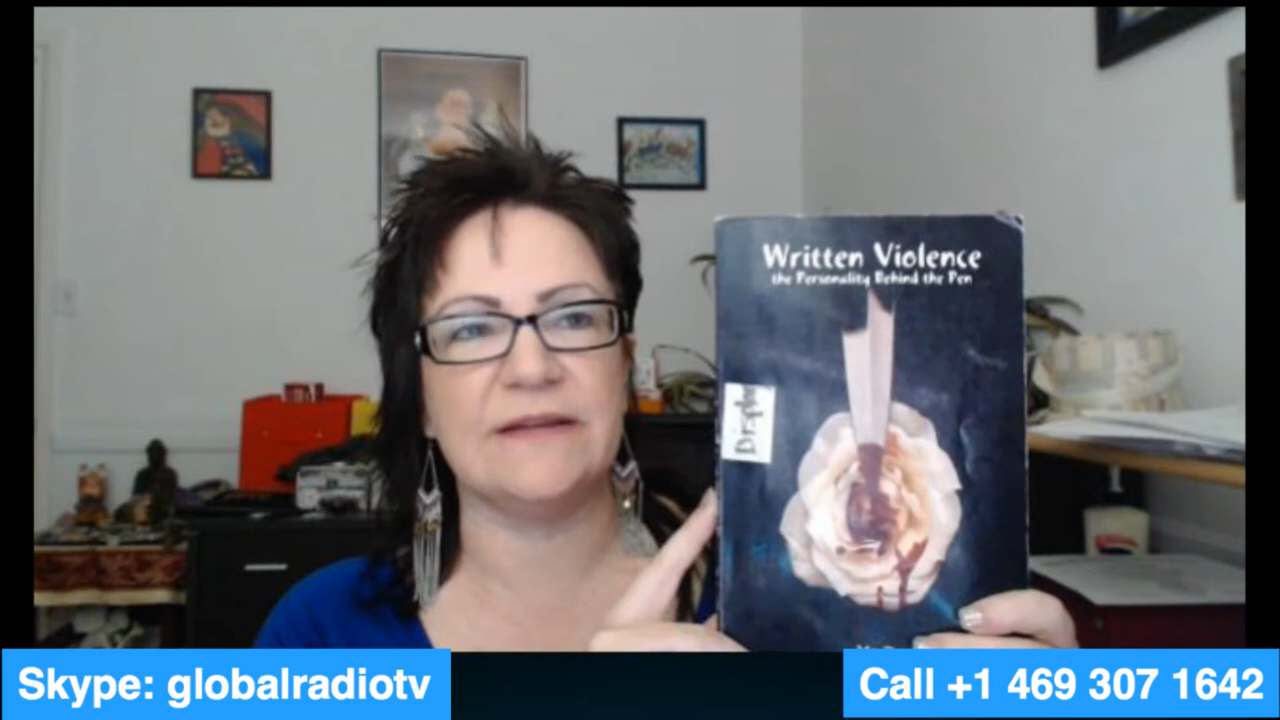 Written Violence
the Personality Behind the Pen
Skype: globalradiotv
Call +1 469 307 1642